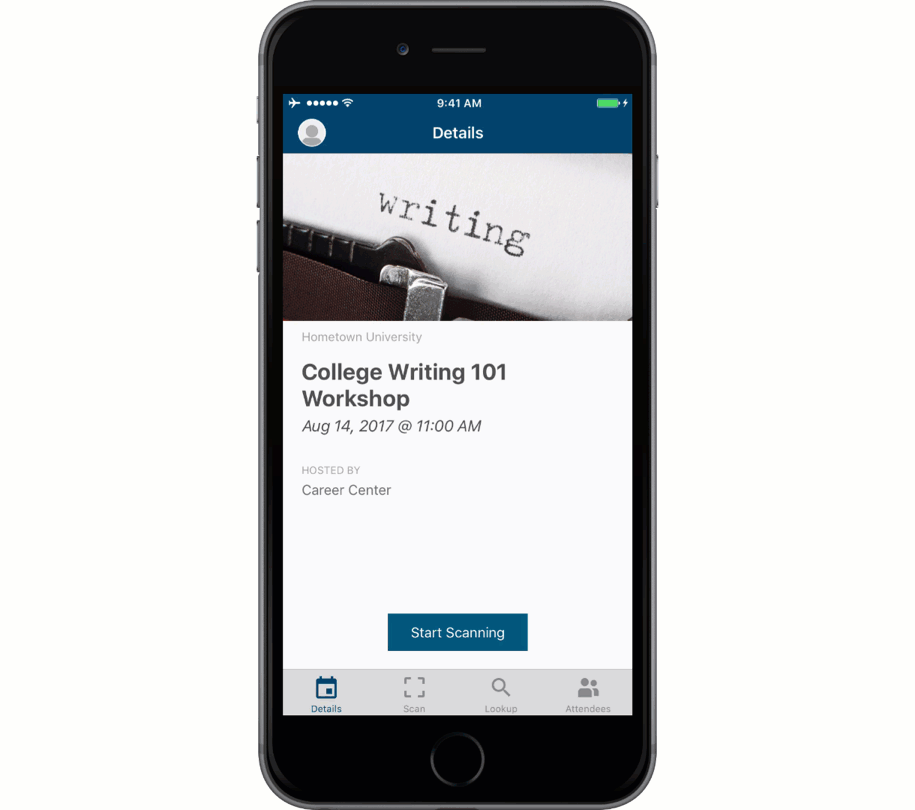 9:41 AM
Details
writing
Hometown University
College Writing 101
Workshop
Aug 14, 2017 @ 11:00 AM
HOSTED BY
Career Center
Start Scanning
Details Scan Lookup Attendees